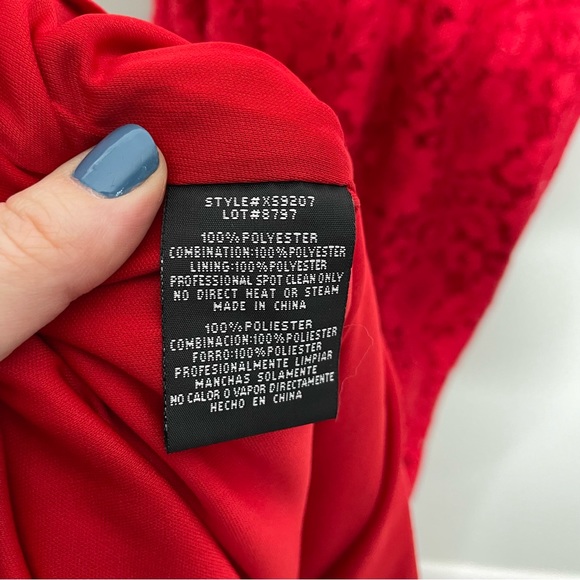 STYLE#XS9207
LOT#8797
100%POLYESTER
COMBINATION:100%POLYESTER
LINING:100%POLYESTER
PROFESSIONAL SPOT CLEAN ONLY
NO DIRECT HEAT OR STEAM
MADE IN CHINA
100%POLIESTER
COMBINACION:100%POLIESTER
FORRO:100%POLIESTER
PROFESIONALMENTE LIMPIAR
MANCHAS SOLAMENTE
NO CALOR O VAPOR DIRECTAMENTE
HECHO EN CHINA